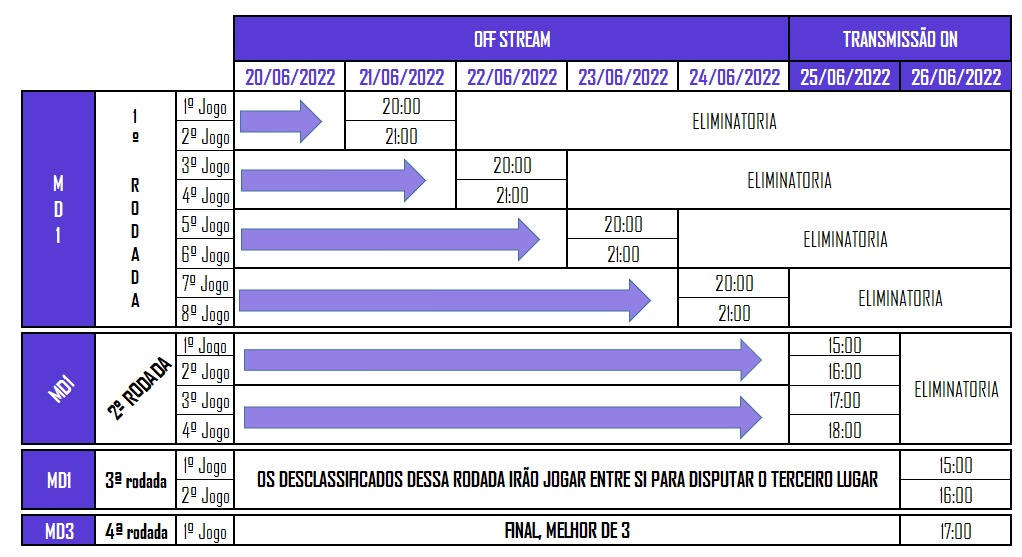 OFF STREAM TRANSMISSÃO ON
20/06/2022 21/06/2022 22/06/2022 23/06/2022 24/06/2022 25/06/2022 26/06/2022
MD1 1º RODADA
1º Jogo 20:00 ELIMINATORIA
2º Jogo 21:00
3º Jogo 20:00 ELIMINATORIA
4º Jogo 21:00
5º Jogo 20:00 ELIMINATORIA
6º Jogo 21:00
7º Jogo 20:00 ELIMINATORIA
8º Jogo 21:00
MD1 2º RODADA
1º Jogo 15:00 ELIMINATORIA
2º Jogo 16:00
3º Jogo 17:00
4º Jogo 18:00
MD1 3ª rodada
1º Jogo OS DESCLASSIFICADOS DESSA RODADA IRÃO JOGAR ENTRE SI PARA DISPUTAR O TERCEIRO LUGAR 15:00
2º Jogo 16:00
MD3 4ª rodada 1º Jogo FINAL, MELHOR DE 3 17:00